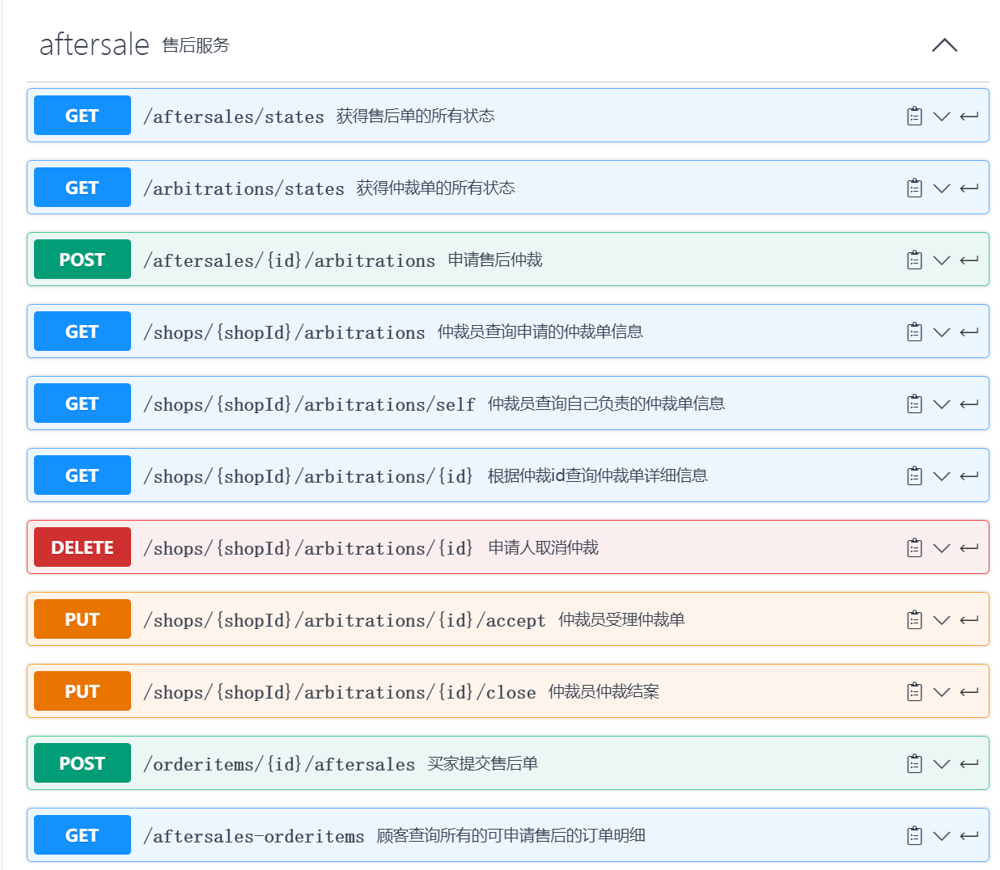 aftersale 售后服务
GET /aftersales/states 获得售后单的所有状态
GET /arbitrations/states 获得仲裁单的所有状态
POST /aftersales/{id}/arbitrations 申请售后仲裁
GET /shops/{shopId}/arbitrations 仲裁员查询申请的仲裁单信息
GET /shops/{shopId}/arbitrations/self 仲裁员查询自己负责的仲裁单信息
GET /shops/{shopId}/arbitrations/{id} 根据仲裁id查询仲裁单详细信息
DELETE /shops/{shopId}/arbitrations/{id} 申请人取消仲裁
PUT /shops/{shopId}/arbitrations/{id}/accept 仲裁员受理仲裁单
PUT /shops/{shopId}/arbitrations/{id}/close 仲裁员仲裁结案
POST /orderitems/{id}/aftersales 买家提交售后单
GET /aftersales-orderitems 顾客查询所有的可申请售后的订单明细